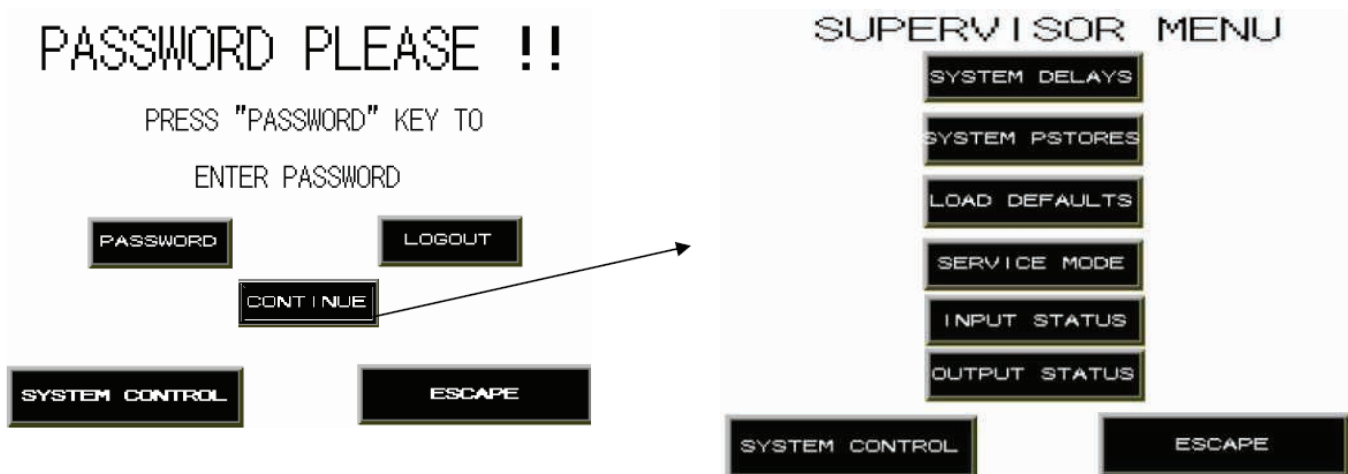 PASSWORD PLEASE !!
PRESS "PASSWORD" KEY TO
ENTER PASSWORD
PASSWORD
LOGOUT
CONTINUE
SYSTEM CONTROL
ESCAPE
SUPERVISOR MENU
SYSTEM DELAYS
SYSTEM PSTORES
LOAD DEFAULTS
SERVICE MODE
INPUT STATUS
OUTPUT STATUS
SYSTEM CONTROL
ESCAPE